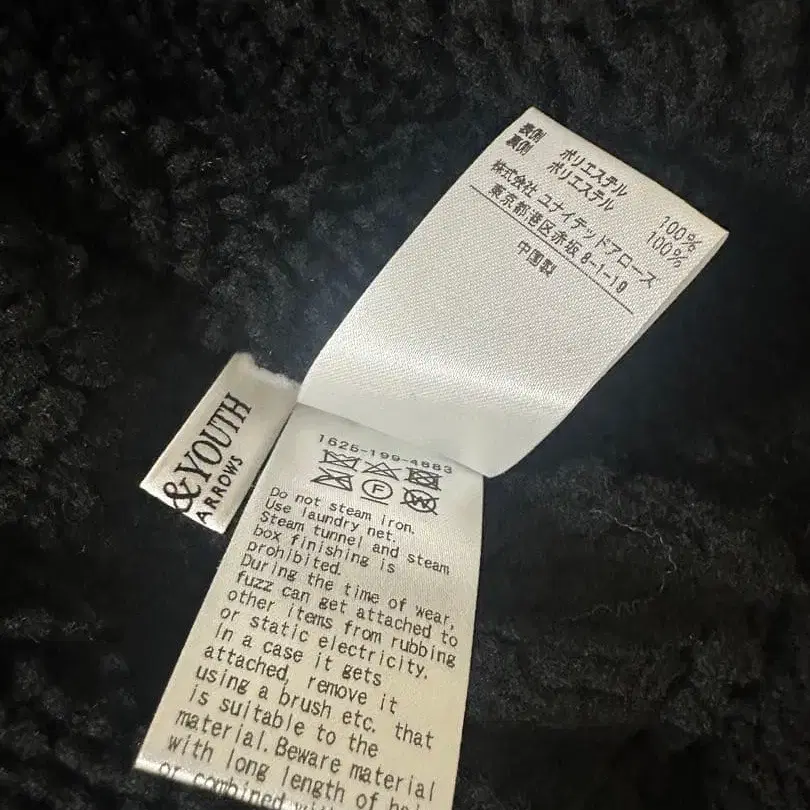 表側 ポリエステル 100%
裏側 ポリエステル 100%
株式会社 ユナイテッドアローズ
東京都港区赤坂 8-1-19
中国製
&YOUTH
ARROWS
1625-199-4883
F
W
Do not steam iron.
Use laundry net.
Steam tunnel and steam
box finishing is
prohibited.
During the time of wear,
fuzz can get attached to
other items from rubbing
or static electricity.
In a case it gets
attached, remove it
using a brush etc. that
is suitable to the
material. Beware material
with long length of
or combined